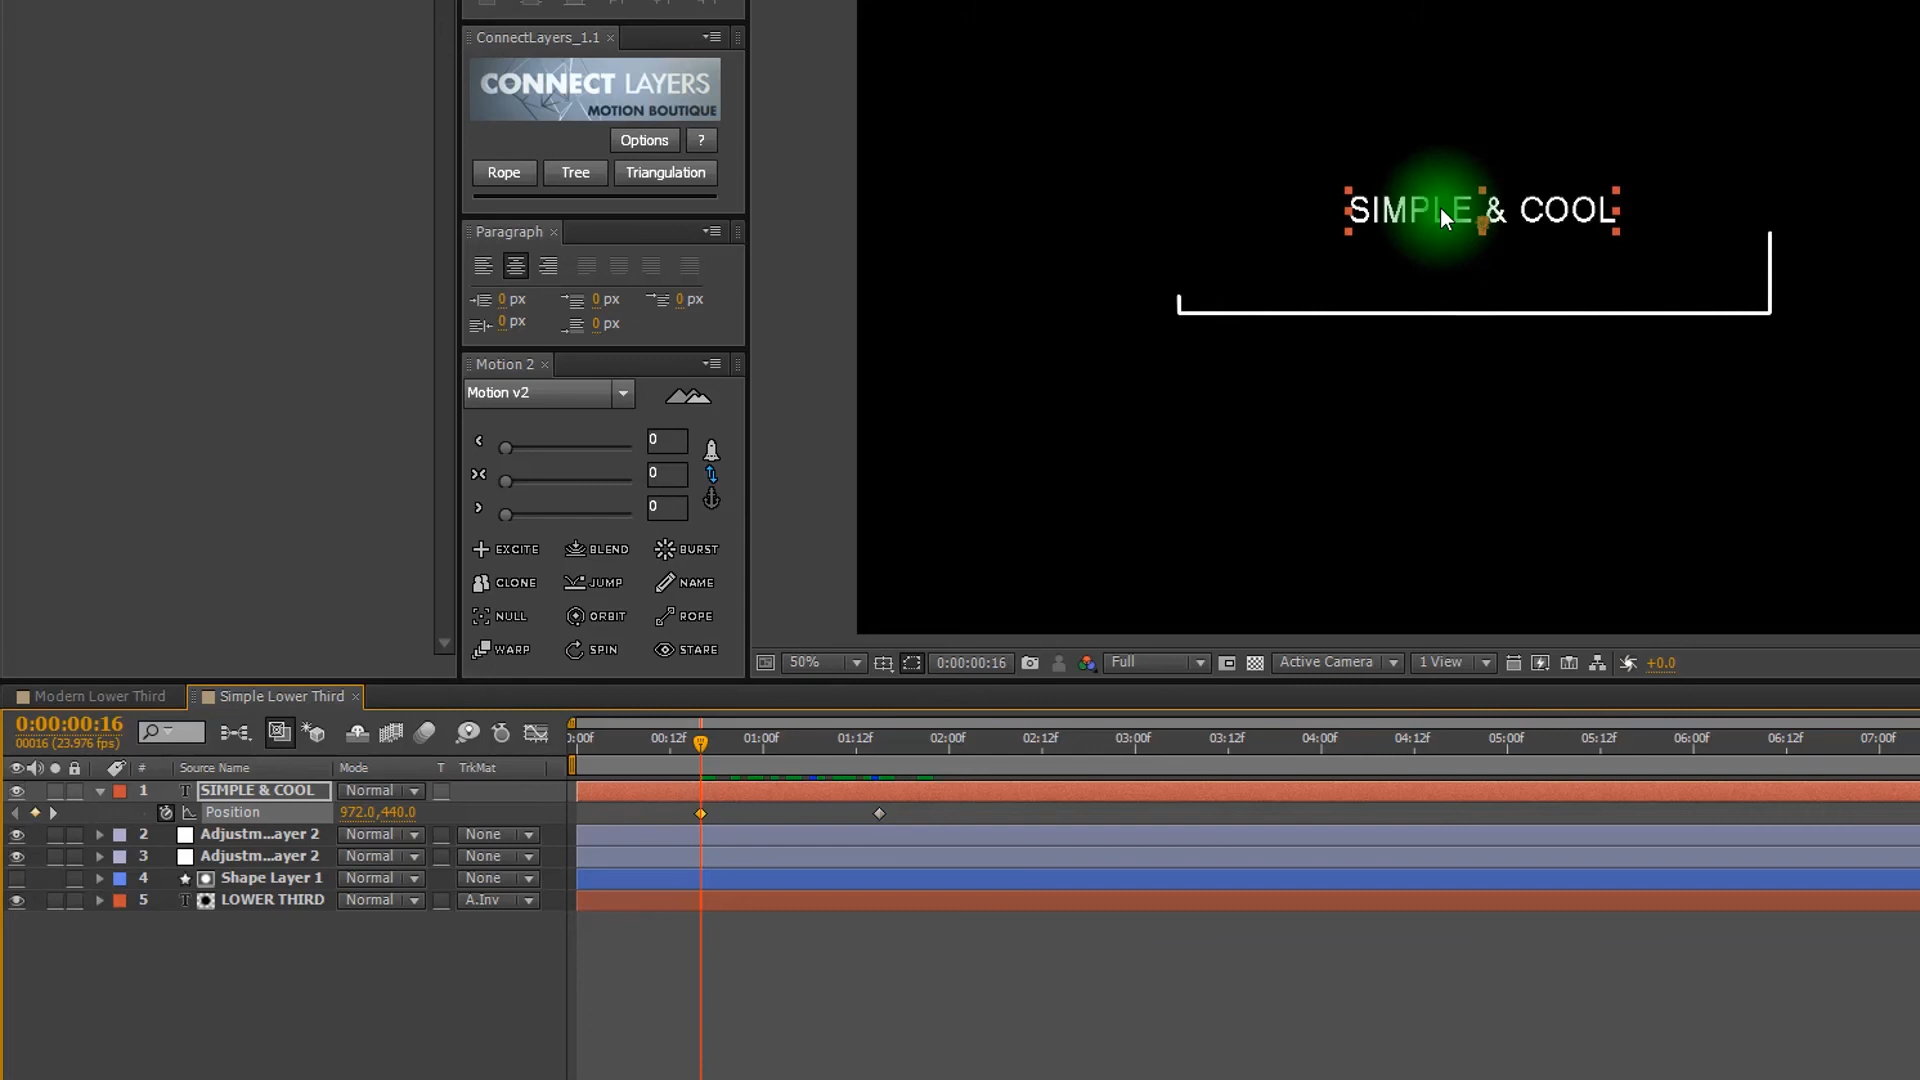 ConnectLayers_1.1
CONNECT LAYERS
MOTION BOUTIQUE
Options ?
Rope Tree Triangulation
Paragraph
0 px 0 px 0 px
0 px 0 px
Motion 2
Motion v2
0
0
0
EXCITE BLEND BURST
CLONE JUMP NAME
NULL ORBIT ROPE
WARP SPIN STARE
SIMPLE & COOL
50% 0:00:00:16 Full Active Camera 1 View +0.0
Modern Lower Third Simple Lower Third
0:00:00:16
00016 (23.976 fps)
0:00f 00:12f 01:00f 01:12f 02:00f 02:12f 03:00f 03:12f 04:00f 04:12f 05:00f 05:12f 06:00f 06:12f 07:00f
# Source Name Mode T TrkMat
1 T SIMPLE & COOL Normal
Position 972.0,440.0
2 Adjustm...ayer 2 Normal None
3 Adjustm...ayer 2 Normal None
4 Shape Layer 1 Normal None
5 T LOWER THIRD Normal A.Inv